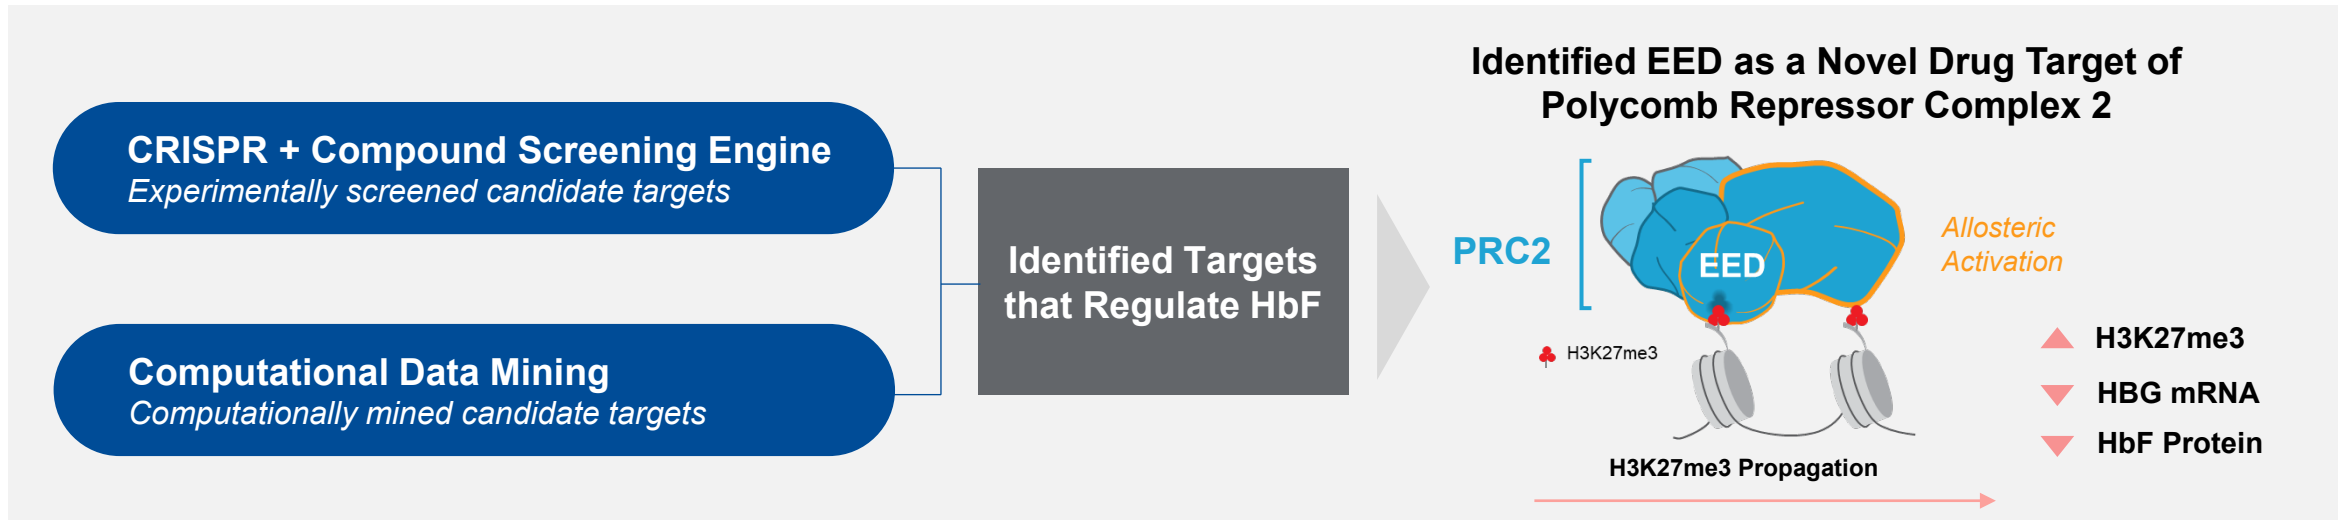 CRISPR + Compound Screening Engine
Experimentally screened candidate targets
Computational Data Mining
Computationally mined candidate targets
Identified Targets
that Regulate HbF
Identified EED as a Novel Drug Target of
Polycomb Repressor Complex 2
PRC2
EED
Allosteric
Activation
H3K27me3
H3K27me3 Propagation
H3K27me3
HBG mRNA
HbF Protein